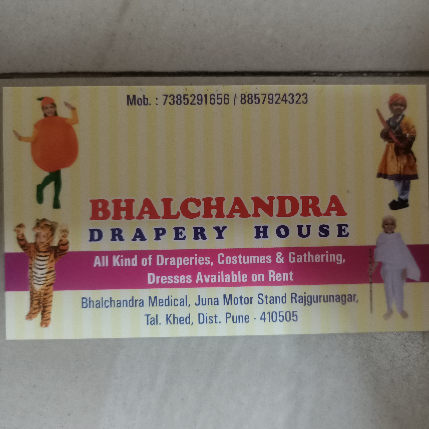 Mob. : 7385291656 / 8857924323
BHALCHANDRA
DRAPERY HOUSE
All Kind of Draperies, Costumes & Gathering,
Dresses Available on Rent
Bhalchandra Medical, Juna Motor Stand Rajgurunagar,
Tal. Khed, Dist. Pune - 410505